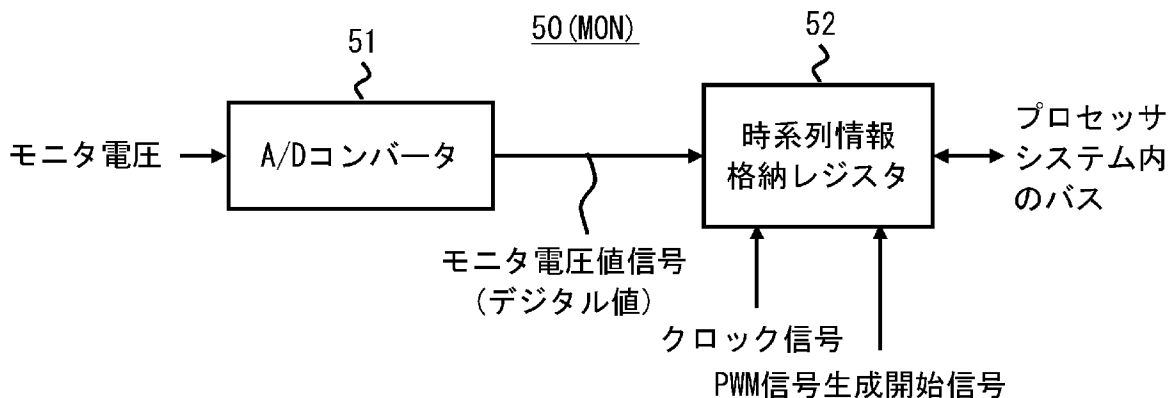 50(MON)
51
52
モニタ電圧
A/Dコンバータ
時系列情報
格納レジスタ
プロセッサ
システム内
のバス
モニタ電圧値信号
(デジタル値)
クロック信号
PWM信号生成開始信号